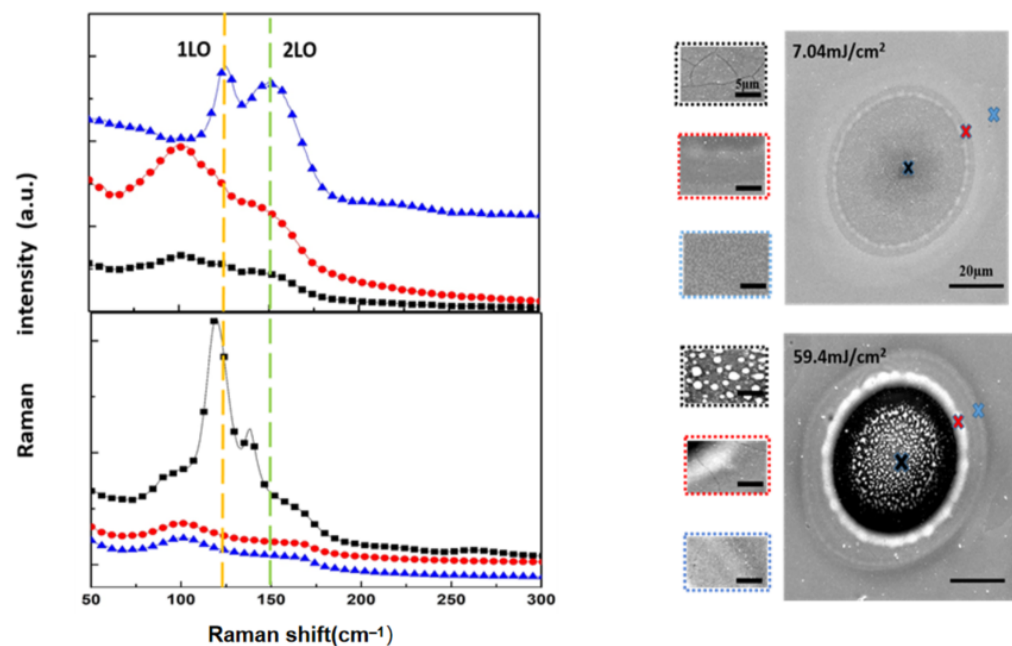 1LO
2LO
Raman intensity (a.u.)
50
100
150
200
250
300
Raman shift(cm⁻¹)
5μm
7.04mJ/cm²
20μm
59.4mJ/cm²